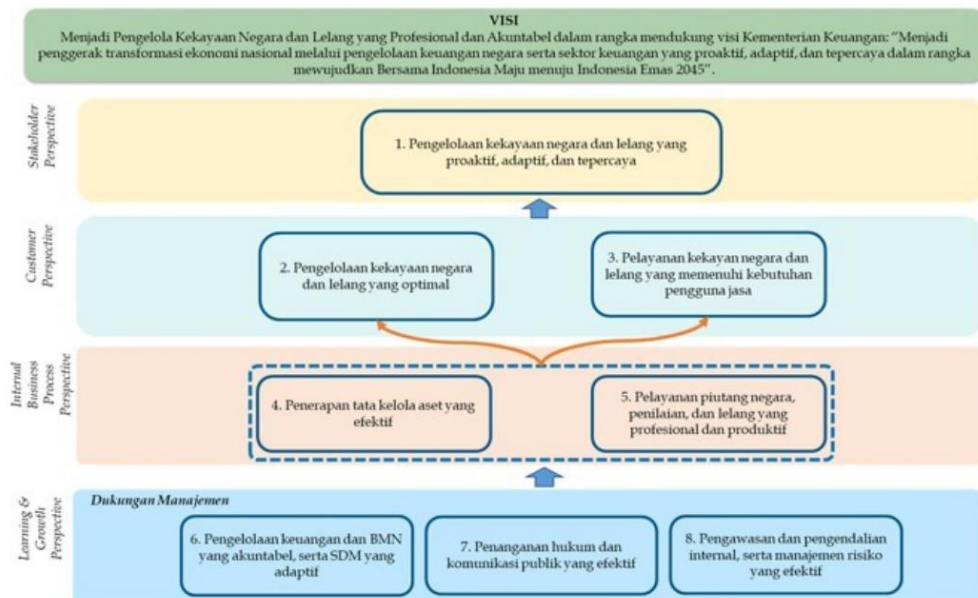 VISI
Menjadi Pengelola Kekayaan Negara dan Lelang yang Profesional dan Akuntabel dalam rangka mendukung visi Kementerian Keuangan: “Menjadi
penggerak transformasi ekonomi nasional melalui pengelolaan keuangan negara serta sektor keuangan yang proaktif, adaptif, dan tepercaya dalam rangka
mewujudkan Bersama Indonesia Maju menuju Indonesia Emas 2045”.
Stakeholder
Perspective
1. Pengelolaan kekayaan negara dan lelang yang
proaktif, adaptif, dan tepercaya
Customer
Perspective
2. Pengelolaan kekayaan negara
dan lelang yang optimal
3. Pelayanan kekayan negara dan
lelang yang memenuhi kebutuhan
pengguna jasa
Internal
Business
Process
Perspective
4. Penerapan tata kelola aset yang
efektif
5. Pelayanan piutang negara,
penilaian, dan lelang yang
profesional dan produktif
Learning &
Growth
Perspective
Dukungan Manajemen
6. Pengelolaan keuangan dan BMN
yang akuntabel, serta SDM yang
adaptif
7. Penanganan hukum dan
komunikasi publik yang efektif
8. Pengawasan dan pengendalian
internal, serta manajemen risiko
yang efektif